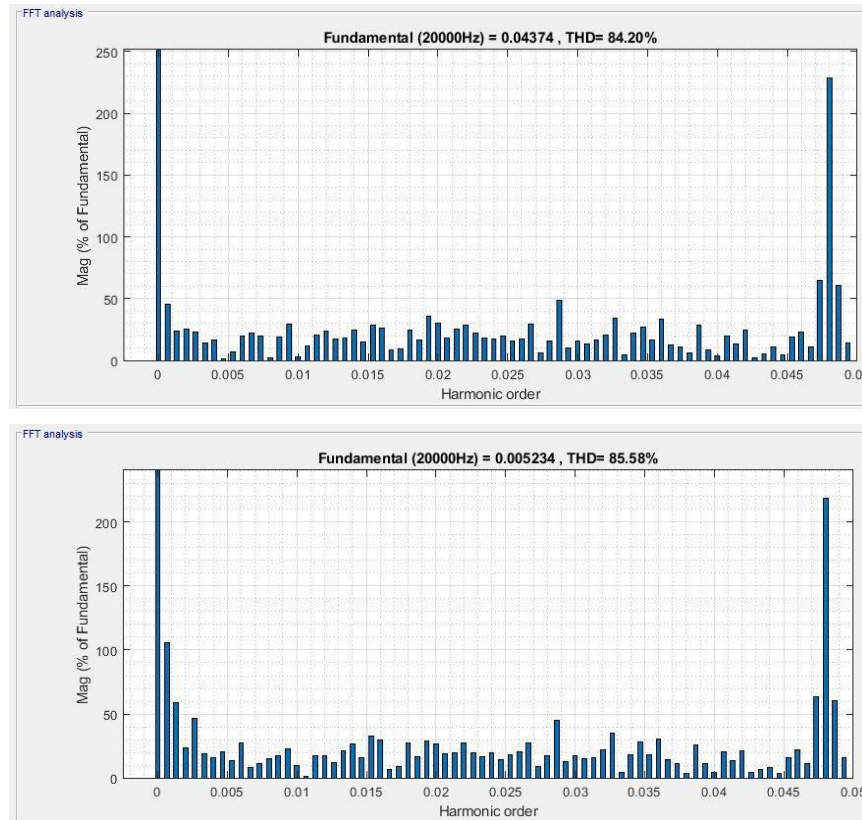 FFT analysis
Fundamental (20000Hz) = 0.04374 , THD= 84.20%
250
200
150
100
50
0
Mag (% of Fundamental)
0 0.005 0.01 0.015 0.02 0.025 0.03 0.035 0.04 0.045 0.0
Harmonic order
FFT analysis
Fundamental (20000Hz) = 0.005234 , THD= 85.58%
200
150
100
50
0
Mag (% of Fundamental)
0 0.005 0.01 0.015 0.02 0.025 0.03 0.035 0.04 0.045 0.05
Harmonic order